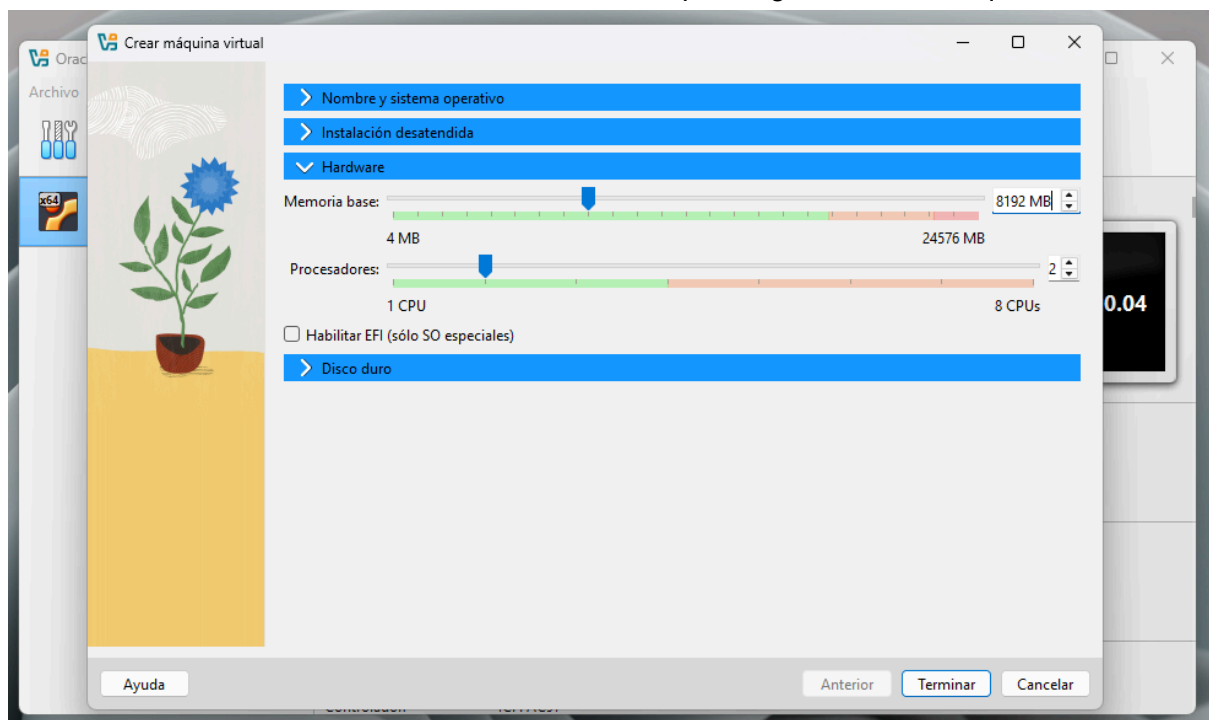 Crear máquina virtual
Orac
Archivo
Nombre y sistema operativo
Instalación desatendida
Hardware
x64
Memoria base:
8192 MB
4 MB
24576 MB
Procesadores:
2
1 CPU
8 CPUs
0.04
Habilitar EFI (sólo SO especiales)
Disco duro
Ayuda
Anterior
Terminar
Cancelar